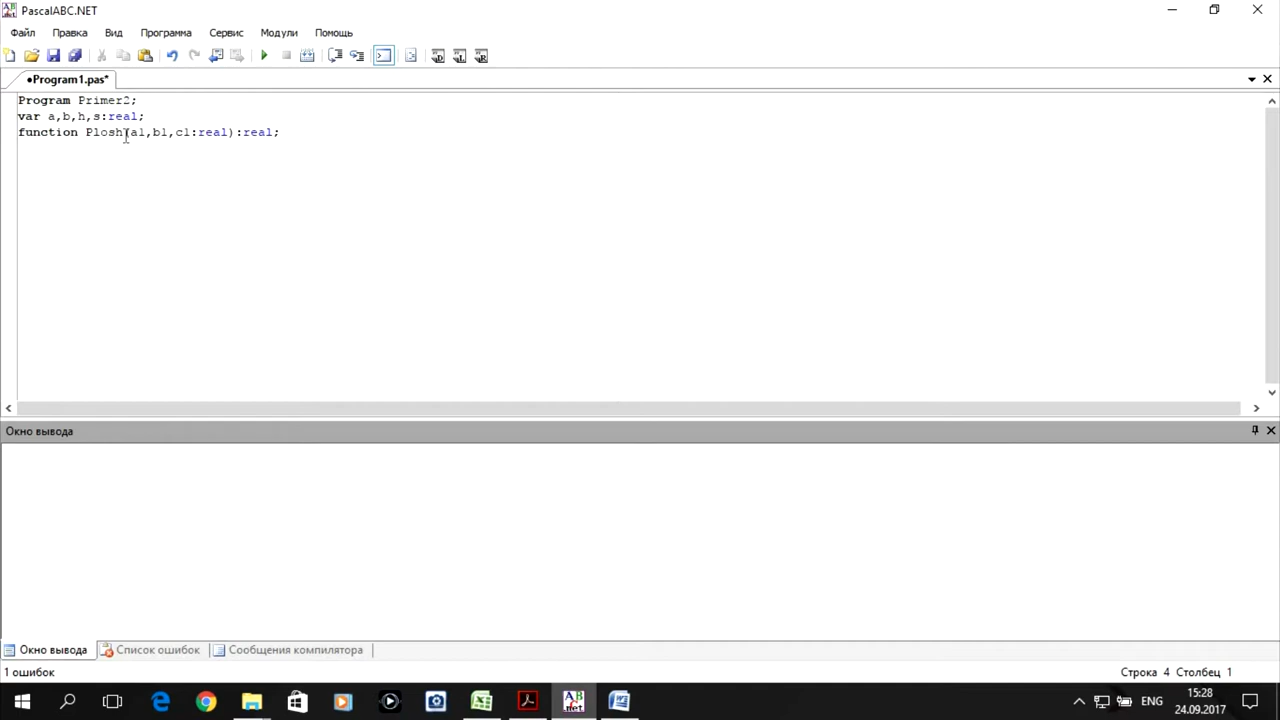 PascalABC.NET
Файл Правка Вид Программа Сервис Модули Помощь
•Program1.pas*
Program Primer2;
var a,b,h,s:real;
function Plosh(a1,b1,c1:real):real;
Окно вывода
Окно вывода Список ошибок Сообщения компилятора
1 ошибок Строка 4 Столбец 1
15:28
ENG
24.09.2017